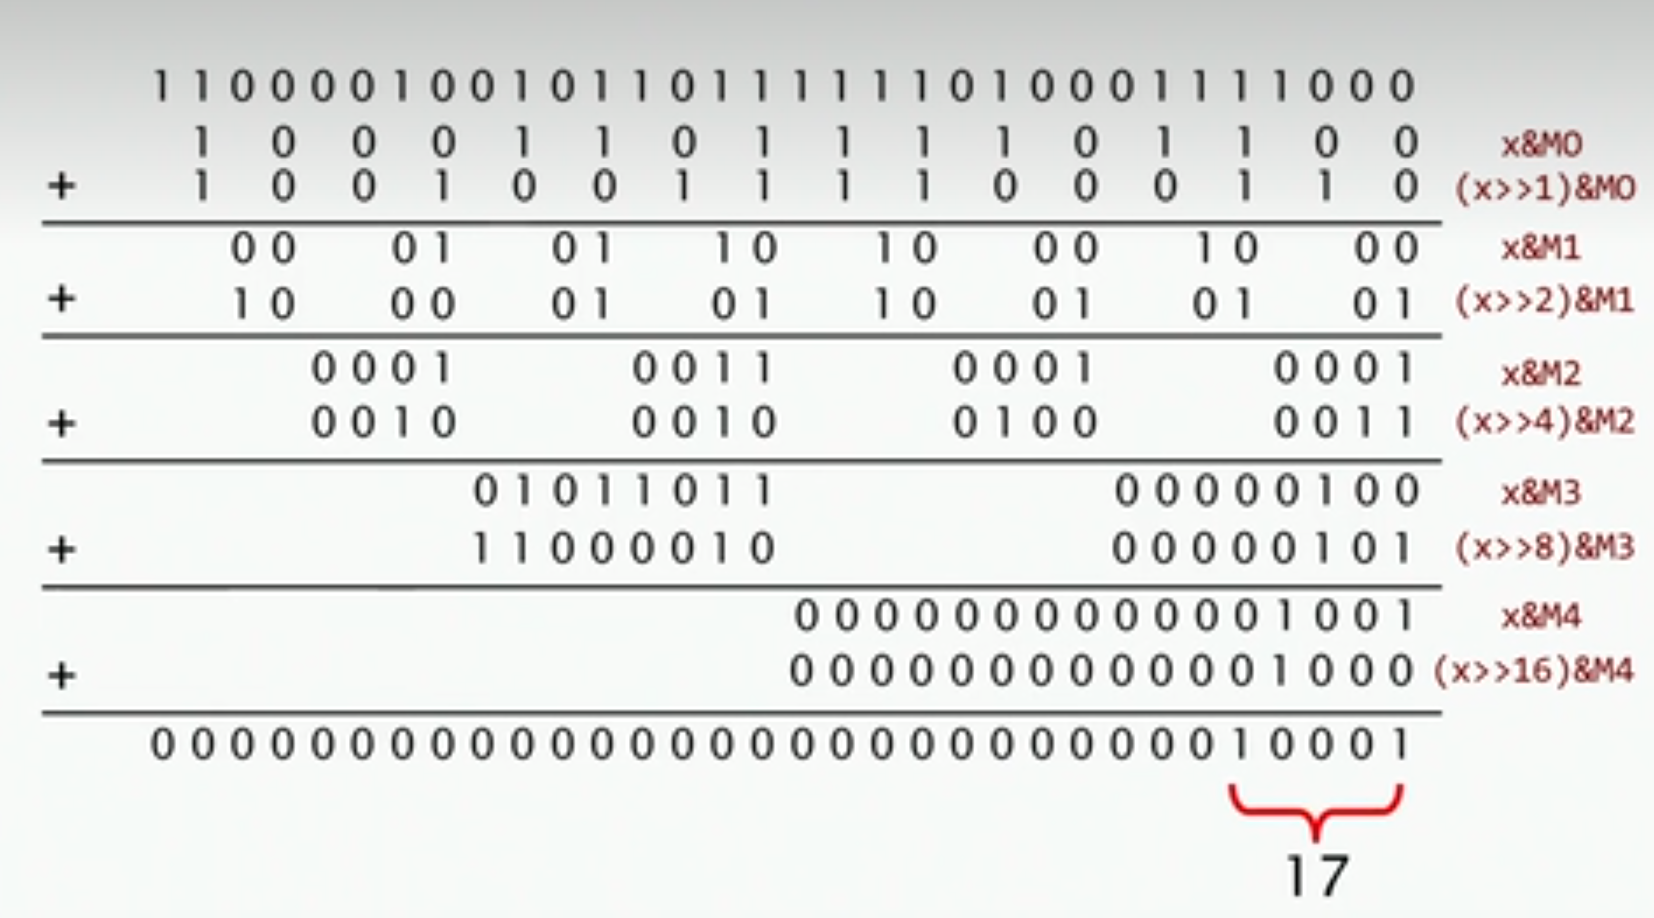 1 1 0 0 0 0 1 0 0 1 0 1 1 0 1 1 1 1 1 1 0 1 0 0 0 1 1 1 1 0 0 0
1 0 0 0 1 1 0 1 1 1 1 0 1 1 0 0 x&M0
+ 1 0 0 1 0 0 1 1 1 1 0 0 0 1 1 0 (x>>1)&M0
0 0 0 1 0 1 1 0 1 0 0 0 1 0 0 0 x&M1
+ 1 0 0 0 0 1 0 1 1 0 0 1 0 1 0 1 (x>>2)&M1
0 0 0 1 0 0 1 1 0 0 0 1 0 0 0 1 x&M2
+ 0 0 1 0 0 0 1 0 0 1 0 0 0 0 1 1 (x>>4)&M2
0 1 0 1 1 0 1 1 0 0 0 0 0 1 0 0 x&M3
+ 1 1 0 0 0 0 1 0 0 0 0 0 0 1 0 1 (x>>8)&M3
0 0 0 0 0 0 0 0 0 0 0 0 1 0 0 1 x&M4
+ 0 0 0 0 0 0 0 0 0 0 0 0 1 0 0 0 (x>>16)&M4
0 0 0 0 0 0 0 0 0 0 0 0 0 0 0 0 0 0 0 0 0 0 0 0 0 0 0 1 0 0 0 1
17